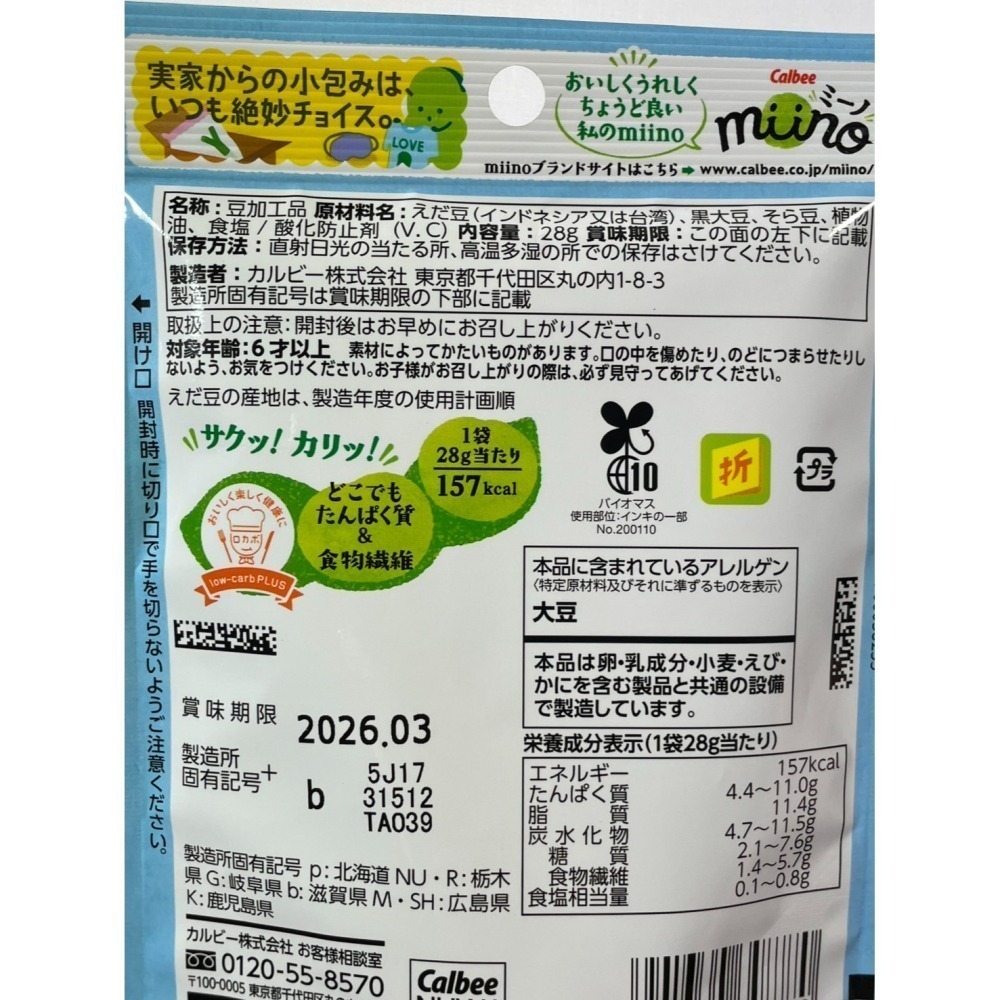 実家からの小包みは、
いつも絶妙チョイス。
LOVE
おいしくうれしく
ちょうど良い
私のmiino
Calbee
miino ミーノ
miinoブランドサイトはこちら➡www.calbee.co.jp/miino/
名称：豆加工品 原材料名：えだ豆（インドネシア又は台湾）、黒大豆、そら豆、植物
油、食塩 / 酸化防止剤（V.C）内容量：28g 賞味期限：この面の左下に記載
保存方法：直射日光の当たる所、高温多湿の所での保存はさけてください。
製造者：カルビー株式会社 東京都千代田区丸の内1-8-3
製造所固有記号は賞味期限の下部に記載
取扱上の注意：開封後はお早めにお召し上がりください。
対象年齢：6才以上 素材によってかたいものがあります。口の中を傷めたり、のどにつまらせたりし
ないよう、お気をつけください。お子様がお召し上がりの際は、必ず見守ってあげてください。
えだ豆の産地は、製造年度の使用計画順
←開け口 開封時に切り口で手を切らないようご注意ください。
サクッ！カリッ！
1袋
28g当たり
157kcal
どこでも
たんぱく質
&
食物繊維
おいしく楽しく健康に
ロカボ
low-carbPLUS
10
バイオマス
使用部位：インキの一部
No.200110
折
プラ
本品に含まれているアレルゲン
〈特定原材料及びそれに準ずるものを表示〉
大豆
本品は卵・乳成分・小麦・えび・
かにを含む製品と共通の設備
で製造しています。
賞味期限 2026.03
製造所
固有記号+
b
5J17
31512
TA039
栄養成分表示（1袋28g当たり）
エネルギー 157kcal
たんぱく質 4.4～11.0g
脂質 11.4g
炭水化物 4.7～11.5g
糖質 2.1～7.6g
食物繊維 1.4～5.7g
食塩相当量 0.1～0.8g
製造所固有記号 p：北海道 NU・R：栃木
県 G：岐阜県 b：滋賀県 M・SH：広島県
K：鹿児島県
カルビー株式会社 お客様相談室
0120-55-8570
〒100-0005 東京都千代田区丸の
Calbee